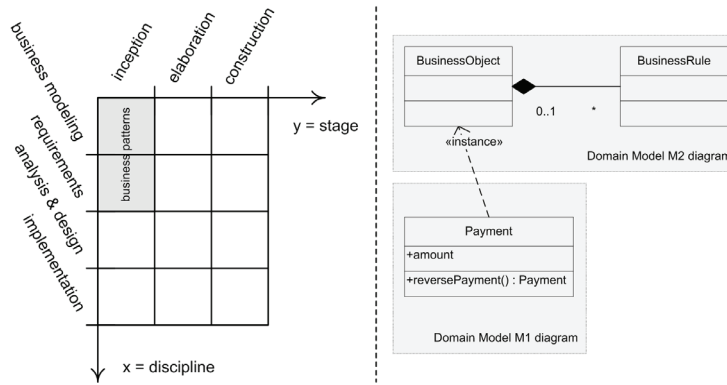 inception
elaboration
construction
business modeling
requirements
analysis & design
implementation
business patterns
y = stage
x = discipline
BusinessObject
BusinessRule
0..1
*
«instance»
Domain Model M2 diagram
Payment
+amount
+reversePayment() : Payment
Domain Model M1 diagram